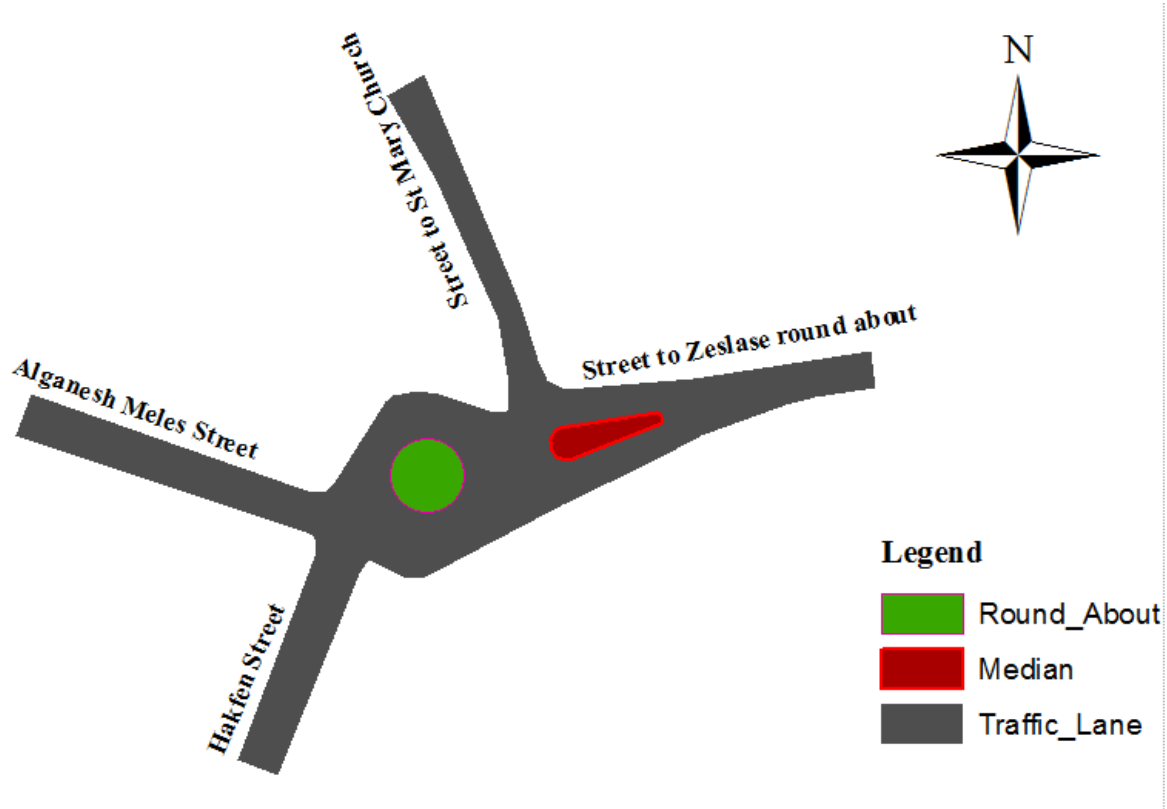 N
Street to St Mary Church
Street to Zeslase round about
Alganesh Meles Street
Hakfen Street
Legend
Round_About
Median
Traffic_Lane